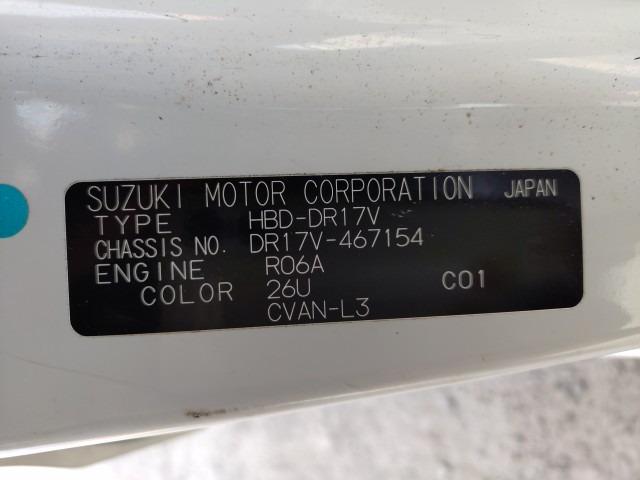 SUZUKI MOTOR CORPORATION JAPAN
TYPE HBD-DR17V
CHASSIS NO. DR17V-467154
ENGINE R06A
COLOR 26U C01
CVAN-L3